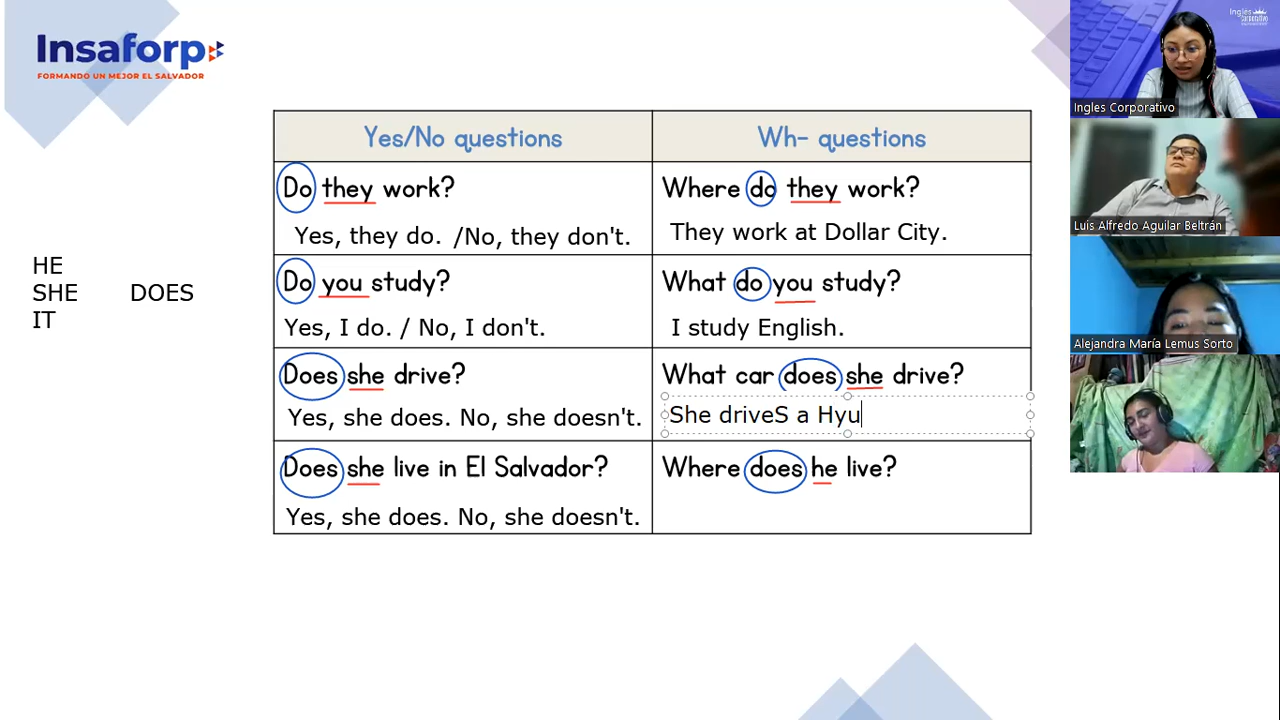 Insaforp
FORMANDO UN MEJOR EL SALVADOR
HE
SHE DOES
IT
Yes/No questions
Wh- questions
Do they work?
Yes, they do. /No, they don't.
Where do they work?
They work at Dollar City.
Do you study?
Yes, I do. / No, I don't.
What do you study?
I study English.
Does she drive?
Yes, she does. No, she doesn't.
What car does she drive?
She driveS a Hyu
Does she live in El Salvador?
Yes, she does. No, she doesn't.
Where does he live?
Ingles
Corporativo
Ingles Corporativo
Luis Alfredo Aguilar Beltrán
Alejandra María Lemus Sorto